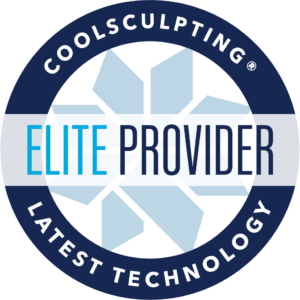 COOLSCULPTING®
ELITE PROVIDER
LATEST TECHNOLOGY